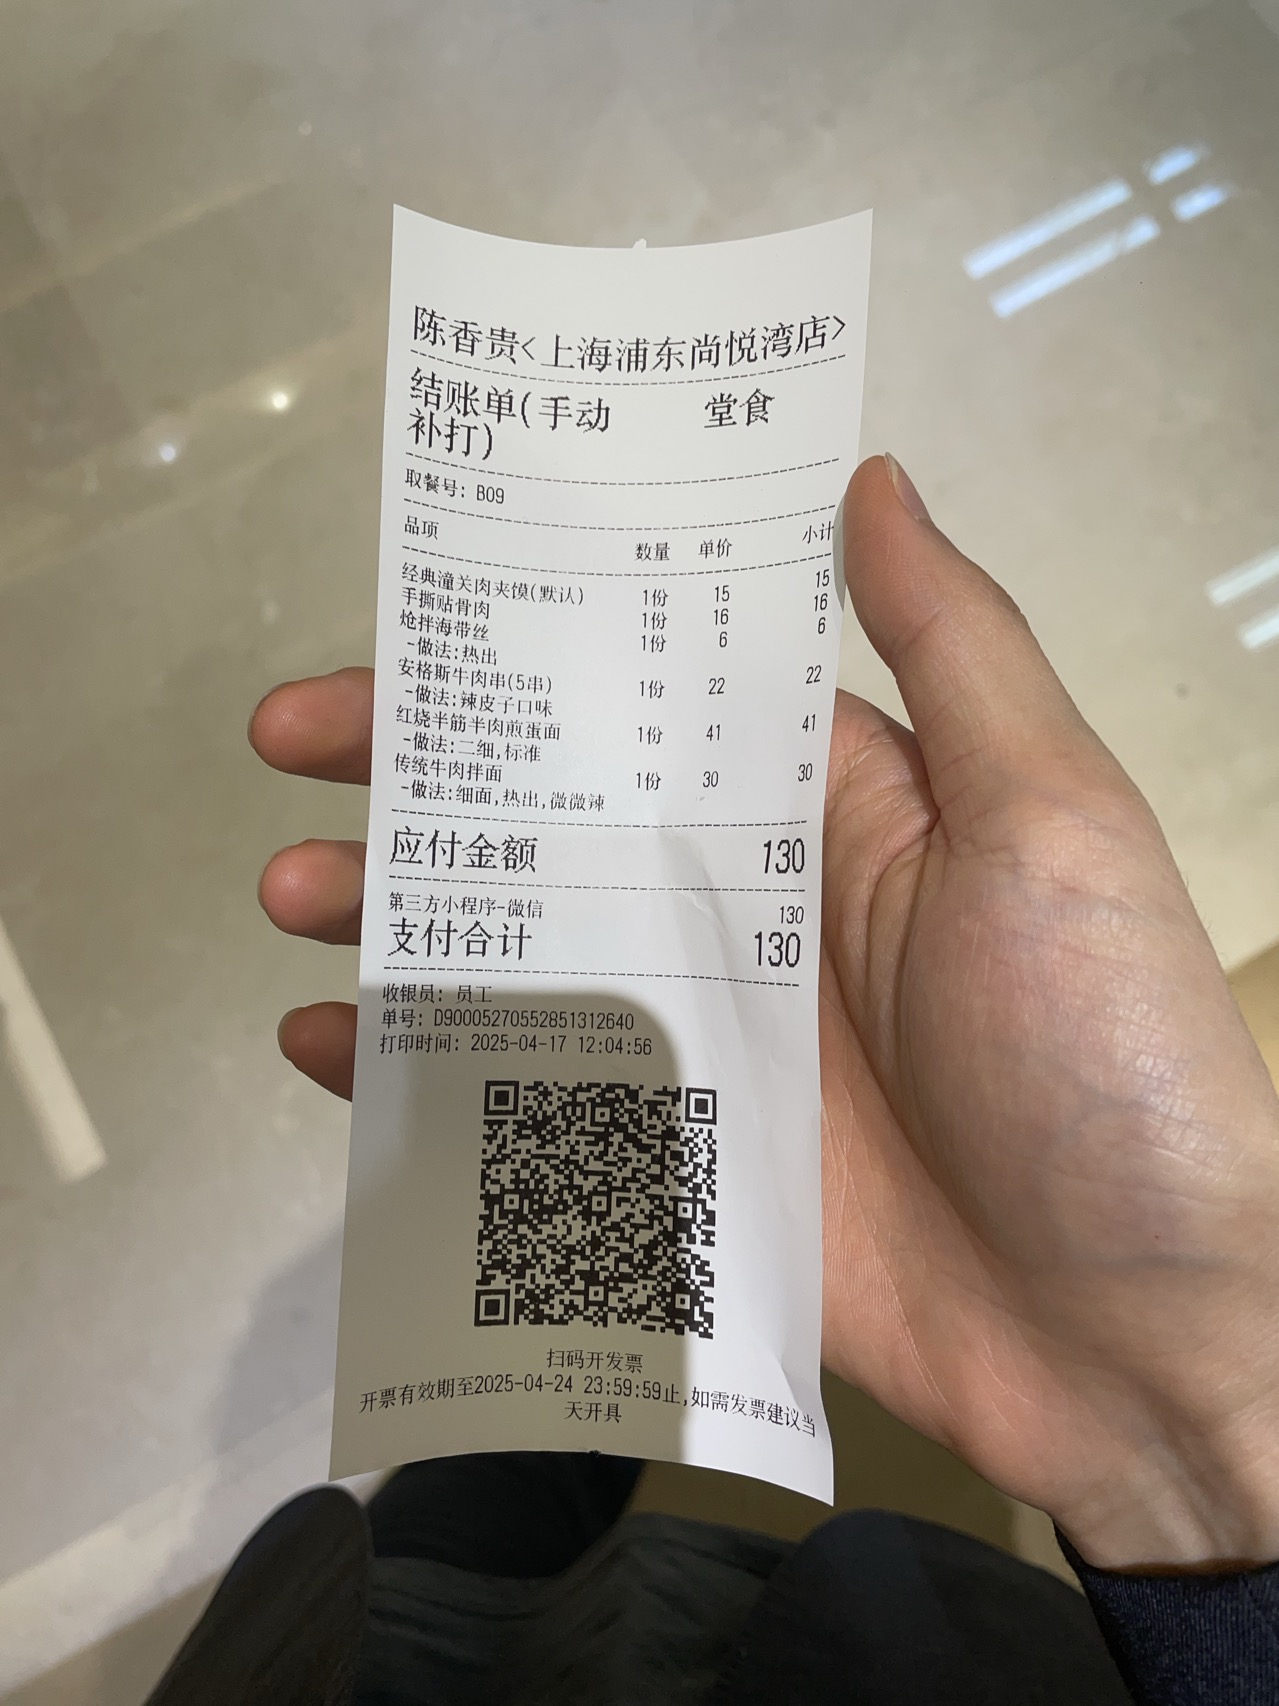 陈香贵<上海浦东尚悦湾店>
结账单(手动 堂食
补打)
取餐号: B09
品项 数量 单价 小计
经典潼关肉夹馍(默认) 1份 15 15
手撕贴骨肉 1份 16 16
炝拌海带丝 1份 6 6
-做法:热出
安格斯牛肉串(5串) 1份 22 22
-做法:辣皮子口味
红烧半筋半肉煎蛋面 1份 41 41
-做法:二细,标准
传统牛肉拌面 1份 30 30
-做法:细面,热出,微微辣
应付金额 130
第三方小程序-微信 130
支付合计 130
收银员: 员工
单号: D90005270552851312640
打印时间: 2025-04-17 12:04:56
扫码开发票
开票有效期至2025-04-24 23:59:59止,如需发票建议当
天开具